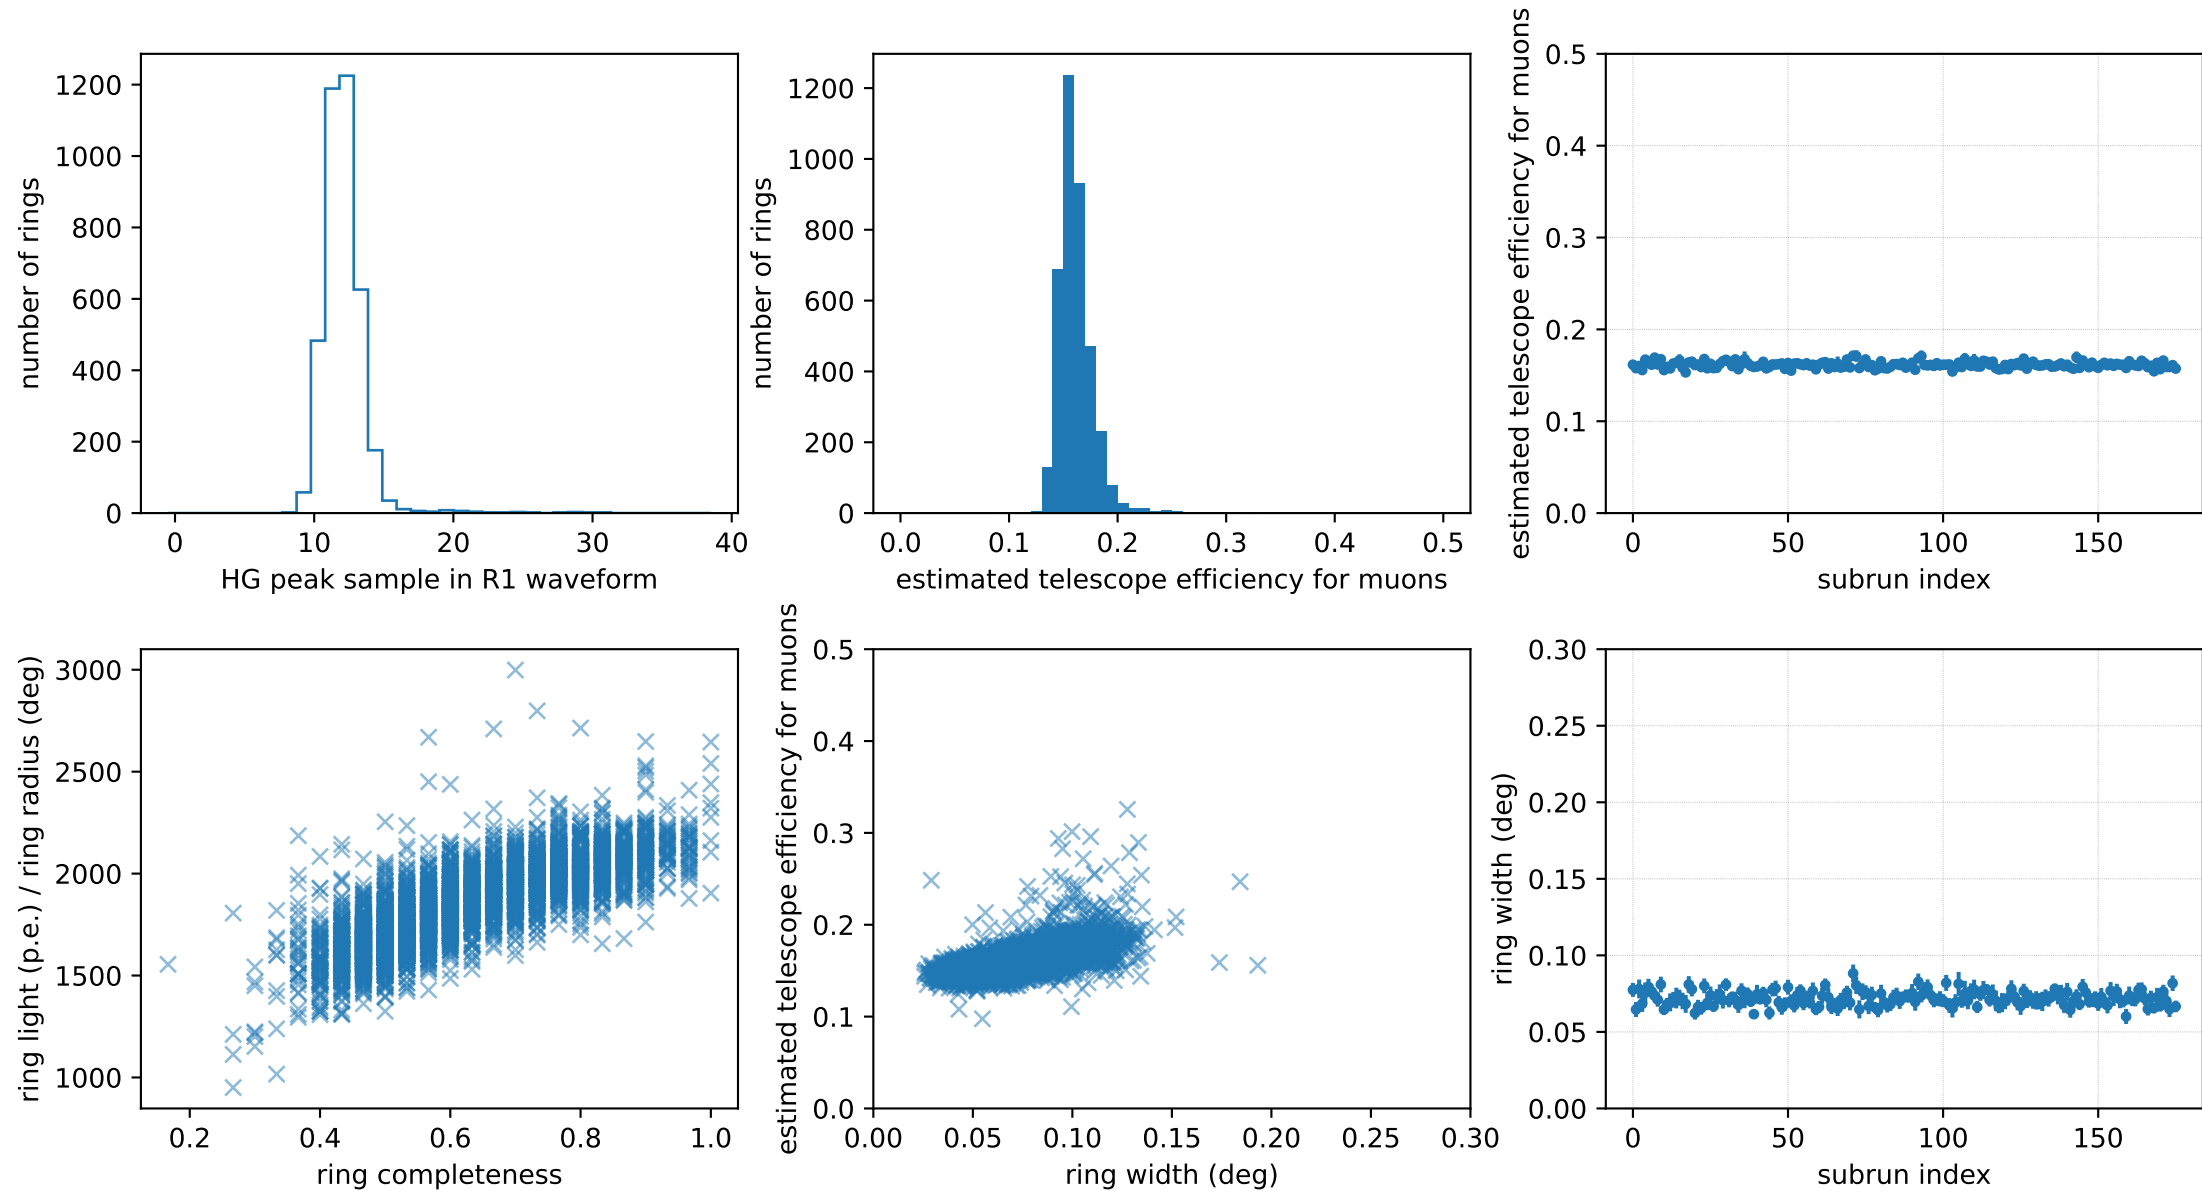 number of rings
1200
1000
800
600
400
200
0
0 10 20 30 40
HG peak sample in R1 waveform
number of rings
1200
1000
800
600
400
200
0
0.0 0.1 0.2 0.3 0.4 0.5
estimated telescope efficiency for muons
estimated telescope efficiency for muons
0.5
0.4
0.3
0.2
0.1
0.0
0 50 100 150
subrun index
ring light (p.e.) / ring radius (deg)
3000
2500
2000
1500
1000
0.2 0.4 0.6 0.8 1.0
ring completeness
estimated telescope efficiency for muons
0.5
0.4
0.3
0.2
0.1
0.0
0.00 0.05 0.10 0.15 0.20 0.25 0.30
ring width (deg)
ring width (deg)
0.30
0.25
0.20
0.15
0.10
0.05
0.00
0 50 100 150
subrun index